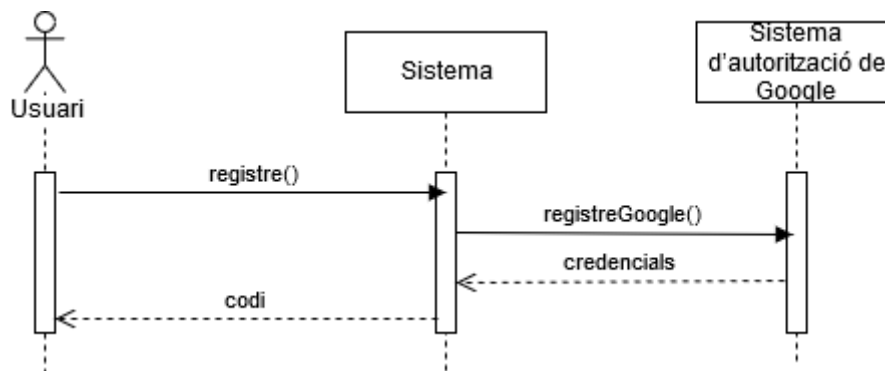 Usuari
Sistema
Sistema
d'autorització de
Google
registre()
registreGoogle()
credencials
codi